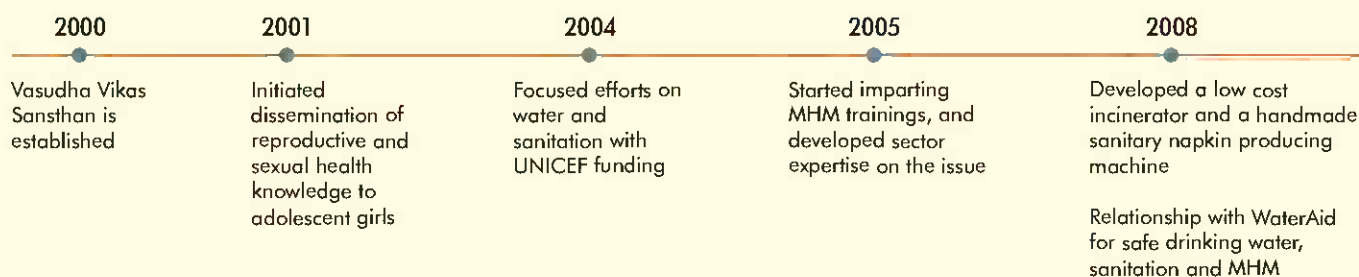 2000
Vasudha Vikas
Sansthan is
established
2001
Initiated
dissemination of
reproductive and
sexual health
knowledge to
adolescent girls
2004
Focused efforts on
water and
sanitation with
UNICEF funding
2005
Started imparting
MHM trainings, and
developed sector
expertise on the issue
2008
Developed a low cost
incinerator and a handmade
sanitary napkin producing
machine
Relationship with WaterAid
for safe drinking water,
sanitation and MHM